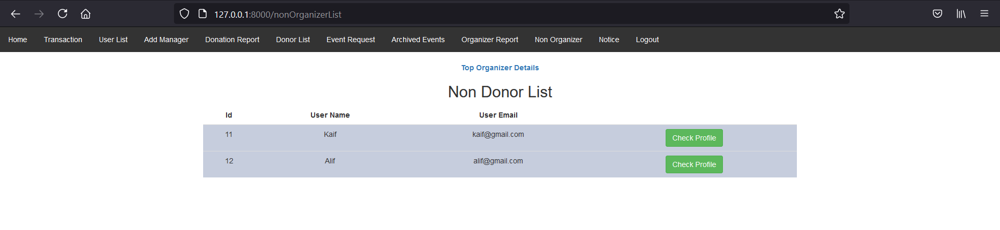 127.0.0.1:8000/nonOrganizerList
Home Transaction User List Add Manager Donation Report Donor List Event Request Archived Events Organizer Report Non Organizer Notice Logout
Top Organizer Details
Non Donor List
Id User Name User Email
11 Kaif kaif@gmail.com Check Profile
12 Alif alif@gmail.com Check Profile